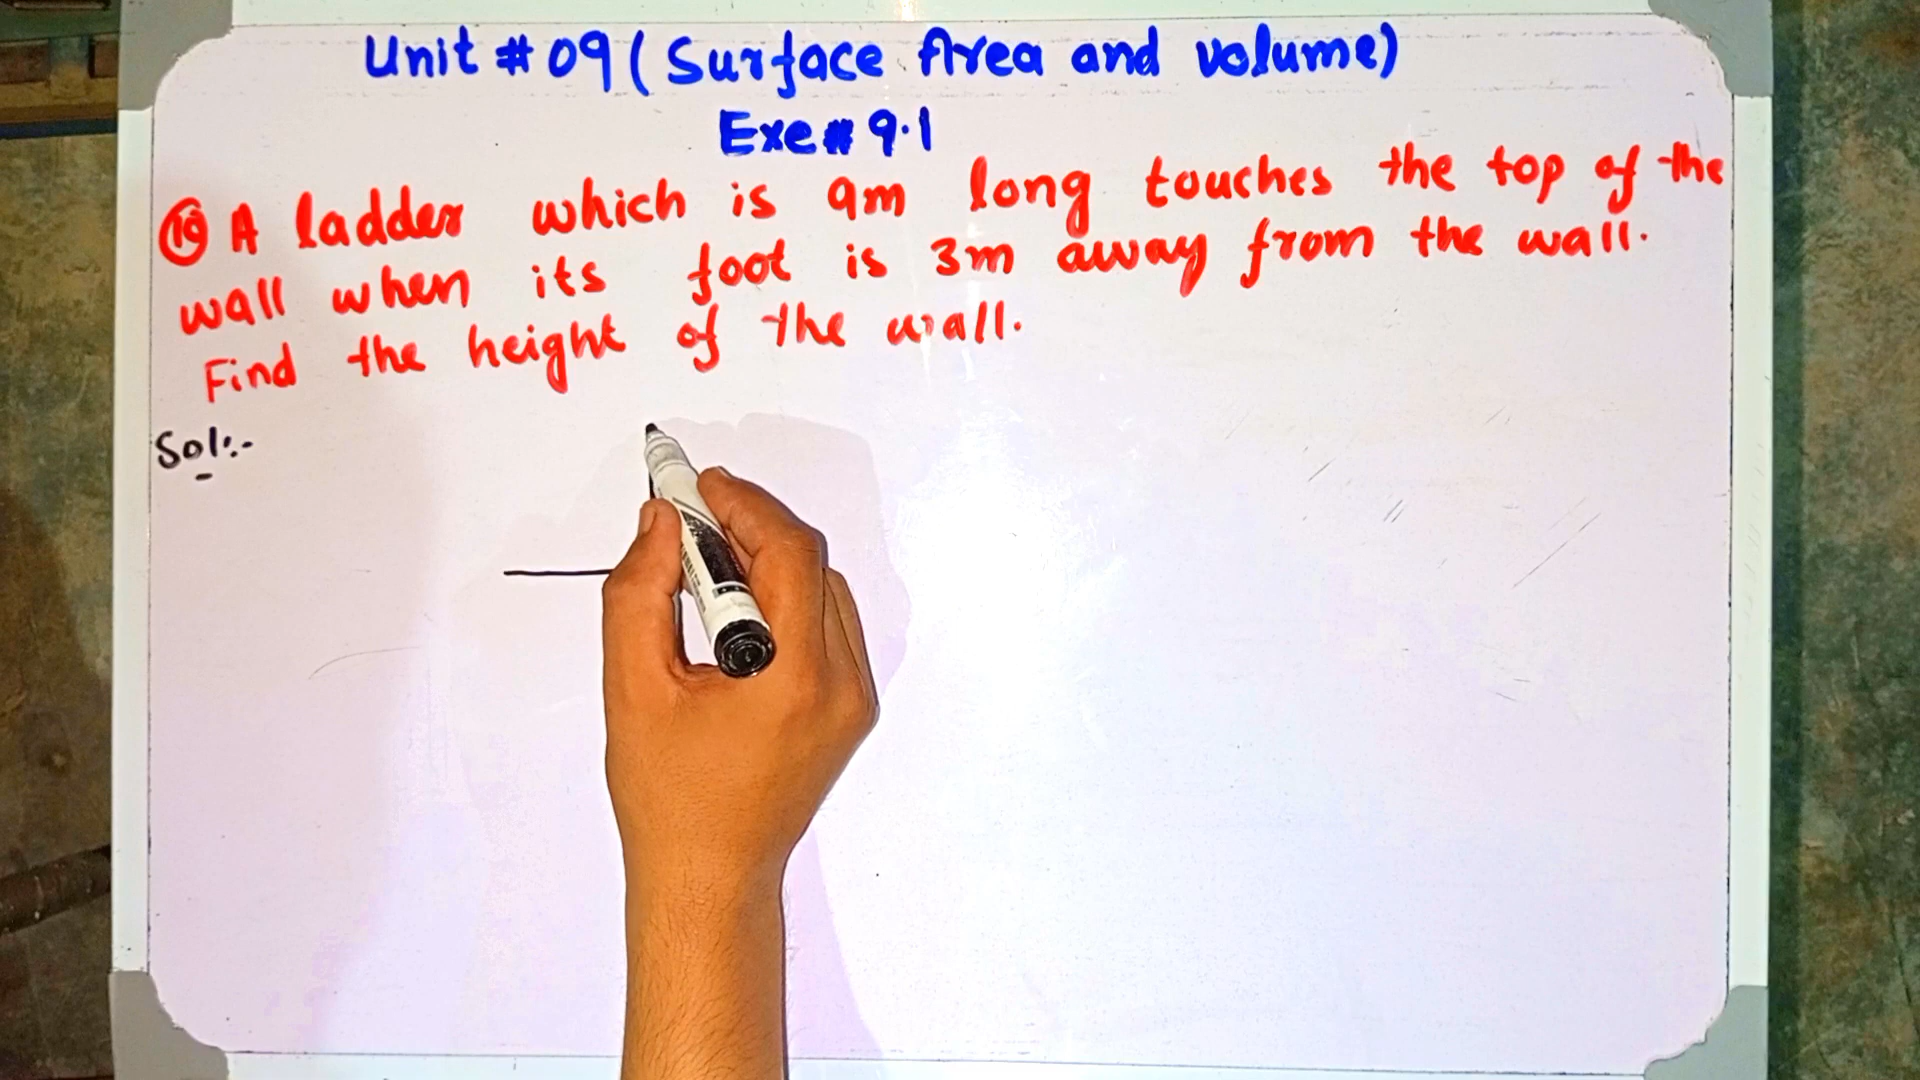 Unit # 09 (Surface Area and volume)
Exe # 9.1
A ladder which is 9m long touches the top of the
wall when its foot is 3m away from the wall.
Find the height of the wall.
Sol:-